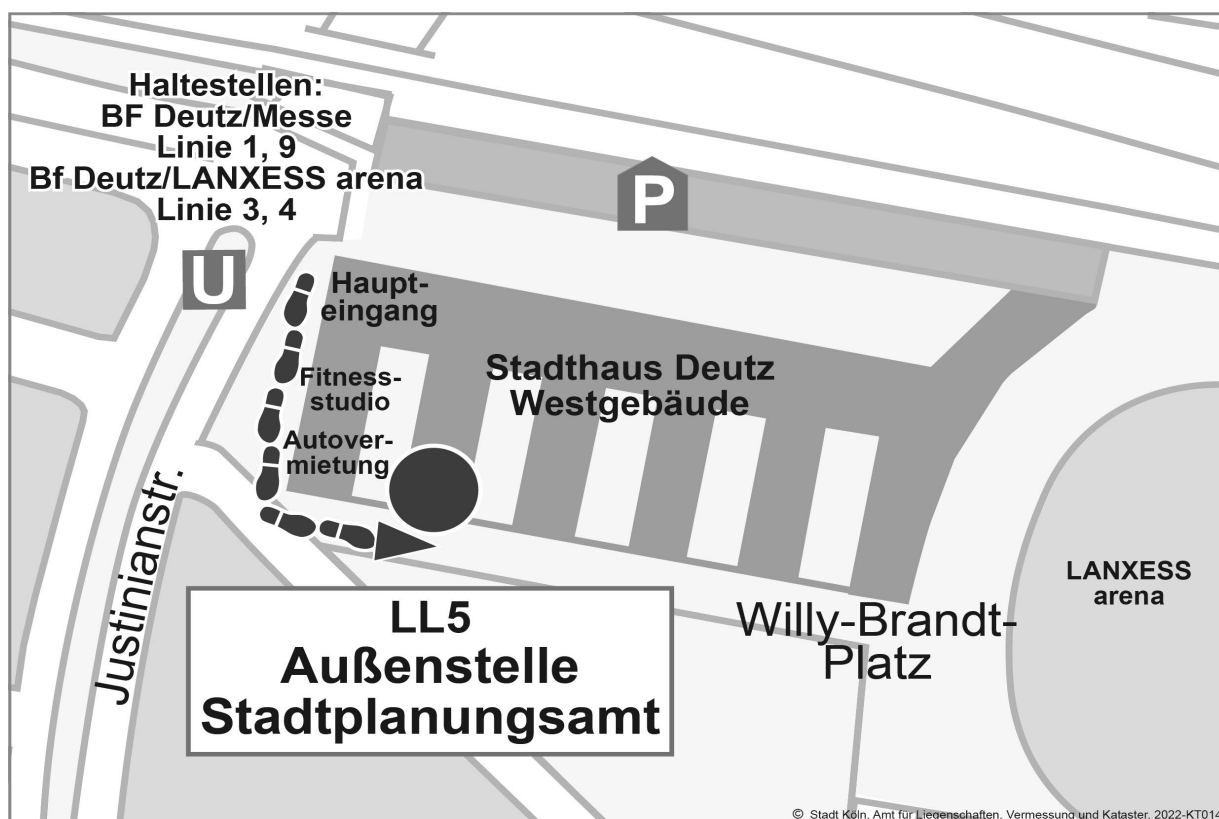 Haltestellen:
BF Deutz/Messe
Linie 1, 9
Bf Deutz/LANXESS arena
Linie 3, 4
P
U
Haupt-
eingang
Fitness-
studio
Autover-
mietung
Stadthaus Deutz
Westgebäude
Justinianstr.
LL5
Außenstelle
Stadtplanungsamt
Willy-Brandt-
Platz
LANXESS
arena
© Stadt Köln, Amt für Liegenschaften, Vermessung und Kataster, 2022-KT014